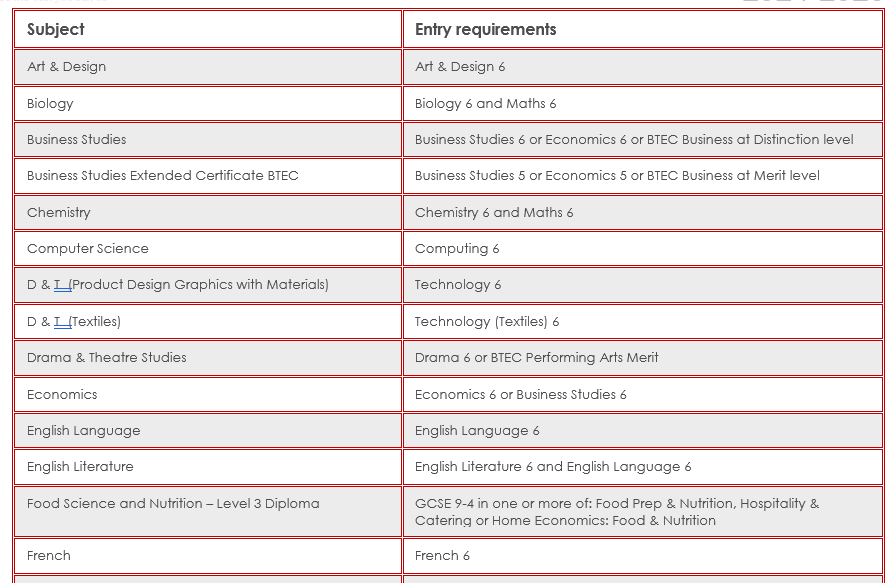 Subject Entry requirements
Art & Design Art & Design 6
Biology Biology 6 and Maths 6
Business Studies Business Studies 6 or Economics 6 or BTEC Business at Distinction level
Business Studies Extended Certificate BTEC Business Studies 5 or Economics 5 or BTEC Business at Merit level
Chemistry Chemistry 6 and Maths 6
Computer Science Computing 6
D & T (Product Design Graphics with Materials) Technology 6
D & T (Textiles) Technology (Textiles) 6
Drama & Theatre Studies Drama 6 or BTEC Performing Arts Merit
Economics Economics 6 or Business Studies 6
English Language English Language 6
English Literature English Literature 6 and English Language 6
Food Science and Nutrition – Level 3 Diploma GCSE 9-4 in one or more of: Food Prep & Nutrition, Hospitality &
Catering or Home Economics: Food & Nutrition
French French 6